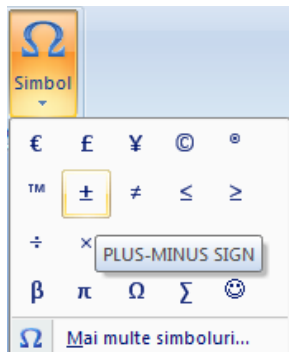 Ω
Simbol
€ £ ¥ © ®
™ ± ≠ ≤ ≥
÷ ×
PLUS-MINUS SIGN
β π Ω ∑ ☺
Ω Mai multe simboluri...